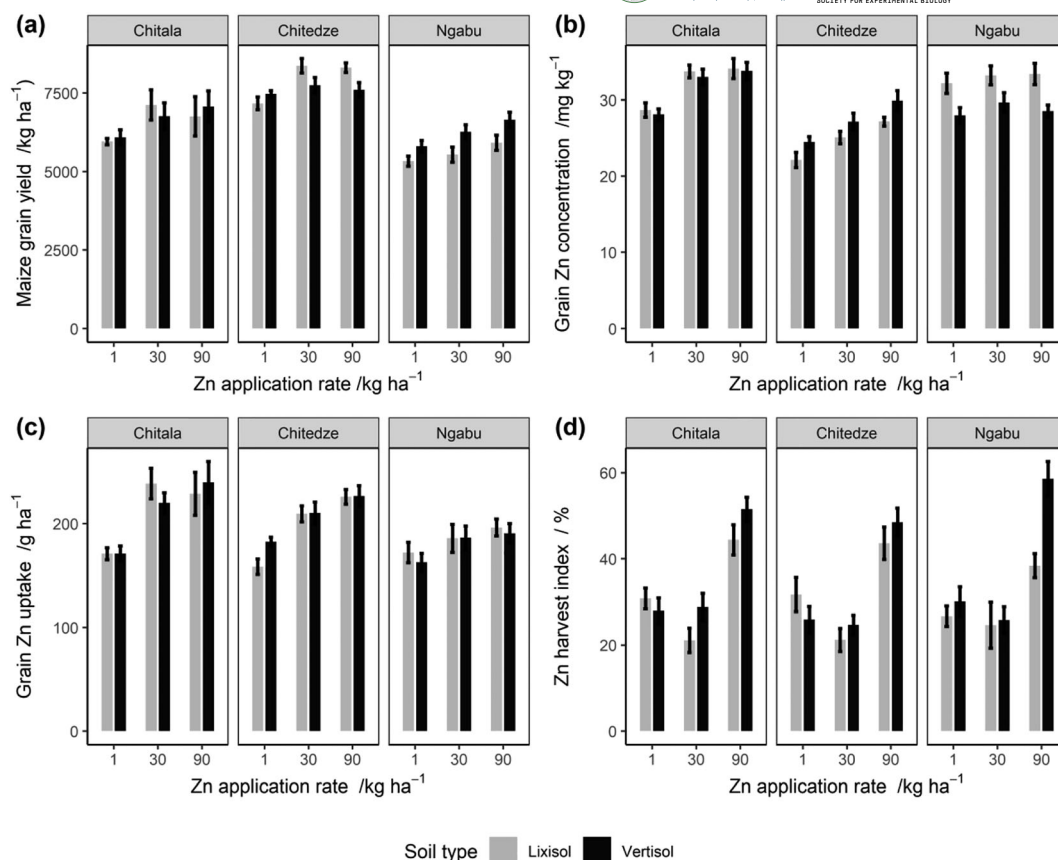 SOCIETY FOR EXPERIMENTAL BIOLOGY
(a)
Chitala Chitedze Ngabu
Maize grain yield /kg ha⁻¹
7500
5000
2500
0
1 30 90 1 30 90 1 30 90
Zn application rate /kg ha⁻¹
(b)
Chitala Chitedze Ngabu
Grain Zn concentration /mg kg⁻¹
30
20
10
0
1 30 90 1 30 90 1 30 90
Zn application rate /kg ha⁻¹
(c)
Chitala Chitedze Ngabu
Grain Zn uptake /g ha⁻¹
200
100
0
1 30 90 1 30 90 1 30 90
Zn application rate /kg ha⁻¹
(d)
Chitala Chitedze Ngabu
Zn harvest index / %
60
40
20
0
1 30 90 1 30 90 1 30 90
Zn application rate /kg ha⁻¹
Soil type Lixisol Vertisol